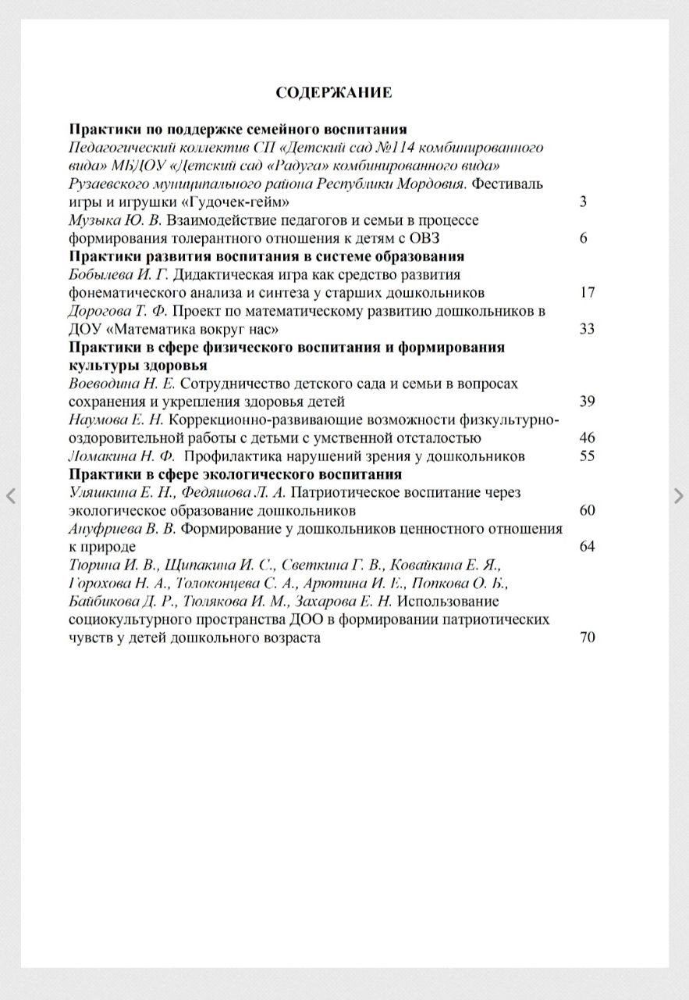 СОДЕРЖАНИЕ
Практики по поддержке семейного воспитания
Педагогический коллектив СП «Детский сад №114 комбинированного
вида» МБДОУ «Детский сад «Радуга» комбинированного вида»
Рузаевского муниципального района Республики Мордовия. Фестиваль
игры и игрушки «Гудочек-гейм» 3
Музыка Ю. В. Взаимодействие педагогов и семьи в процессе
формирования толерантного отношения к детям с ОВЗ 6
Практики развития воспитания в системе образования
Бобылева И. Г. Дидактическая игра как средство развития
фонематического анализа и синтеза у старших дошкольников 17
Дорогова Т. Ф. Проект по математическому развитию дошкольников в
ДОУ «Математика вокруг нас» 33
Практики в сфере физического воспитания и формирования
культуры здоровья
Воеводина Н. Е. Сотрудничество детского сада и семьи в вопросах
сохранения и укрепления здоровья детей 39
Наумова Е. Н. Коррекционно-развивающие возможности физкультурно-
оздоровительной работы с детьми с умственной отсталостью 46
Ломакина Н. Ф. Профилактика нарушений зрения у дошкольников 55
Практики в сфере экологического воспитания
Уляшкина Е. Н., Федяшова Л. А. Патриотическое воспитание через
экологическое образование дошкольников 60
Ануфриева В. В. Формирование у дошкольников ценностного отношения
к природе 64
Тюрина И. В., Щипакина И. С., Светкина Г. В., Ковайкина Е. Я.,
Горохова Н. А., Толоконцева С. А., Арютина И. Е., Попкова О. Б.,
Байбикова Д. Р., Тюлякова И. М., Захарова Е. Н. Использование
социокультурного пространства ДОО в формировании патриотических
чувств у детей дошкольного возраста 70